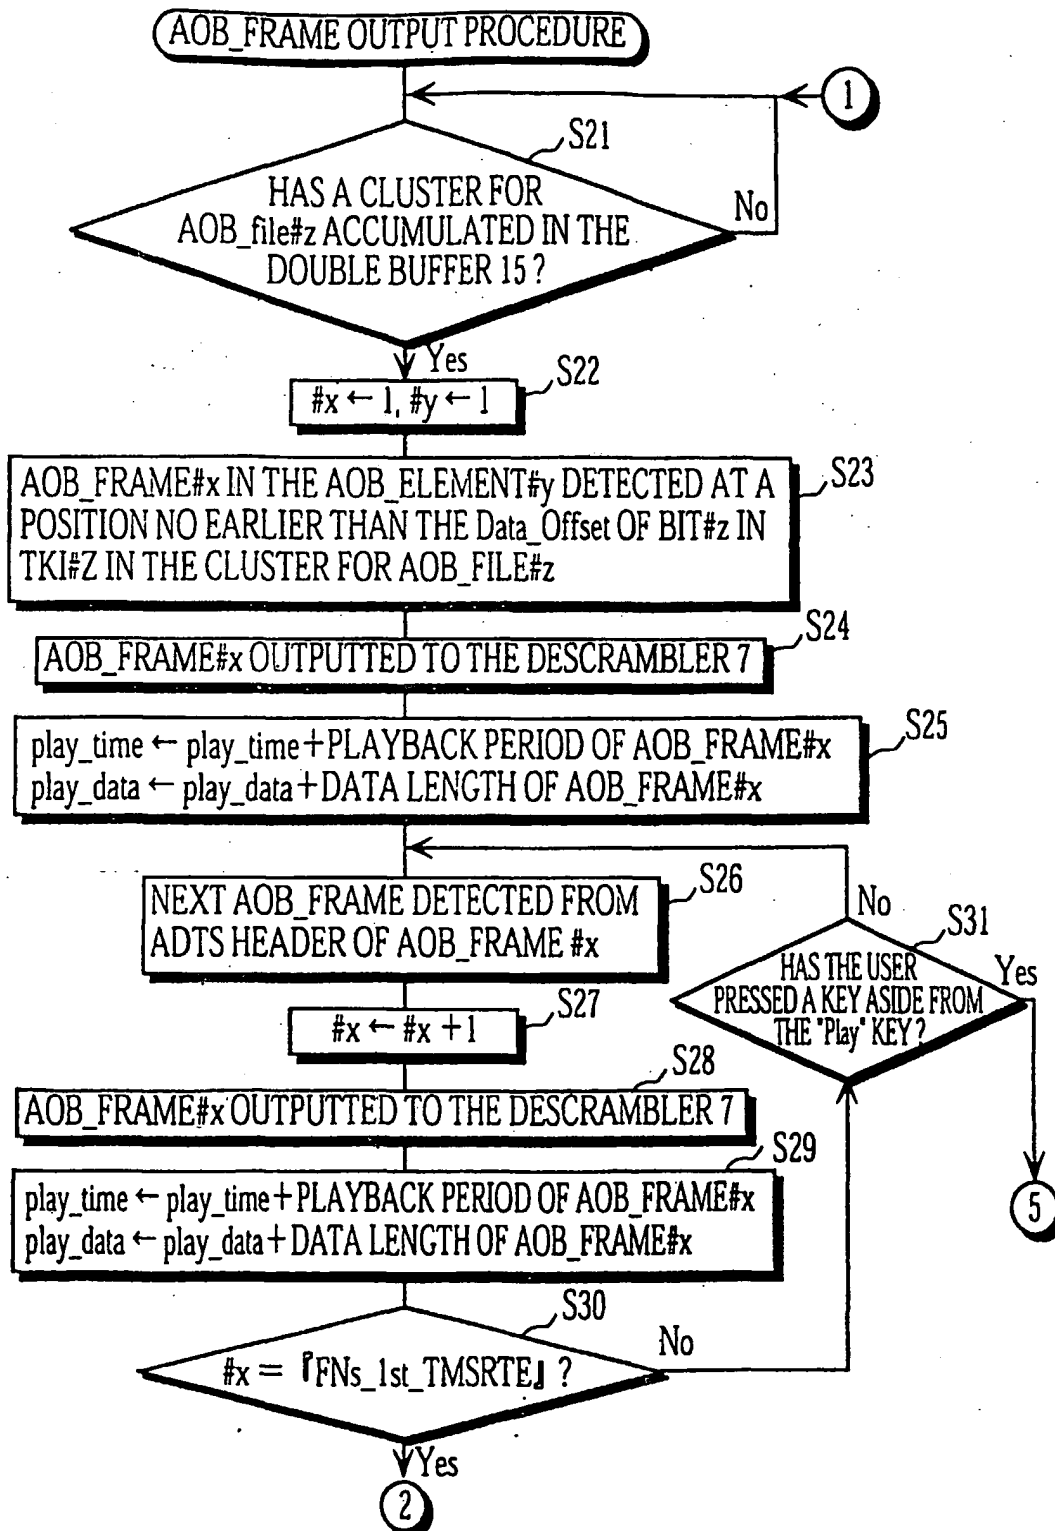 AOB_FRAME OUTPUT PROCEDURE
1
S21
HAS A CLUSTER FOR
AOB_file#z ACCUMULATED IN THE
DOUBLE BUFFER 15 ?
No
Yes
S22
#x ← 1, #y ← 1
S23
AOB_FRAME#x IN THE AOB_ELEMENT#y DETECTED AT A
POSITION NO EARLIER THAN THE Data_Offset OF BIT#z IN
TKI#Z IN THE CLUSTER FOR AOB_FILE#z
S24
AOB_FRAME#x OUTPUTTED TO THE DESCRAMBLER 7
S25
play_time ← play_time + PLAYBACK PERIOD OF AOB_FRAME#x
play_data ← play_data + DATA LENGTH OF AOB_FRAME#x
S26
NEXT AOB_FRAME DETECTED FROM
ADTS HEADER OF AOB_FRAME #x
No
S31
HAS THE USER
PRESSED A KEY ASIDE FROM
THE "Play" KEY ?
Yes
S27
#x ← #x + 1
S28
AOB_FRAME#x OUTPUTTED TO THE DESCRAMBLER 7
S29
play_time ← play_time + PLAYBACK PERIOD OF AOB_FRAME#x
play_data ← play_data + DATA LENGTH OF AOB_FRAME#x
5
S30
#x = 『FNs_1st_TMSRTE』 ?
No
Yes
2